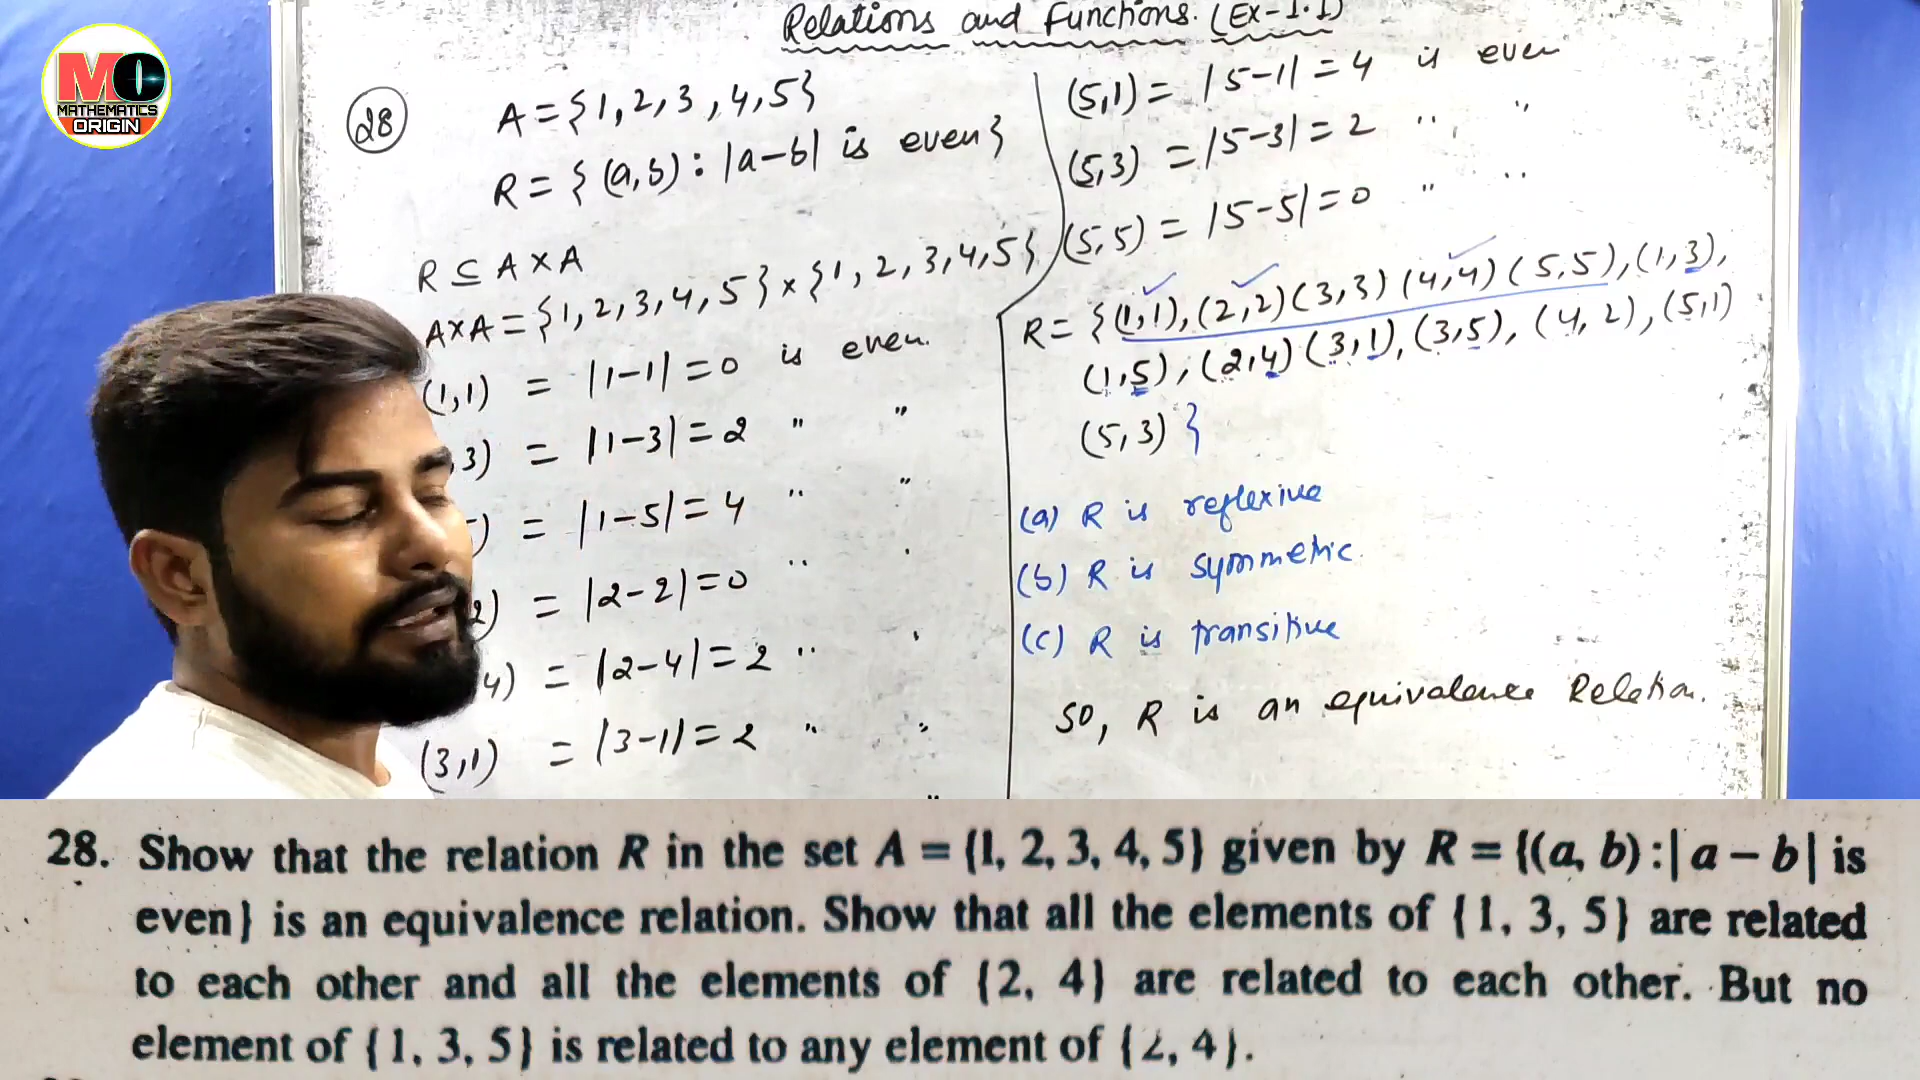 MO
MATHEMATICS
ORIGIN
Relations and Functions. (Ex-1.1)
28
A = {1, 2, 3, 4, 5}
R = {(a, b) : |a-b| is even}
R ⊆ A × A
A×A = {1, 2, 3, 4, 5} × {1, 2, 3, 4, 5}
(1,1) = |1-1| = 0 is even.
3) = |1-3| = 2 " "
) = |1-5| = 4 " "
2) = |2-2| = 0 "
4) = |2-4| = 2 "
(3,1) = |3-1| = 2 " "
(5,1) = |5-1| = 4 is even
(5,3) = |5-3| = 2 " "
(5,5) = |5-5| = 0 " "
R = {(1,1), (2,2) (3,3) (4,4) (5,5), (1,3),
(1,5), (2,4) (3,1), (3,5), (4,2), (5,1)
(5,3)}
(a) R is reflexive
(b) R is symmetric.
(c) R is transitive
SO, R is an equivalence Relation.
28. Show that the relation R in the set A = {1, 2, 3, 4, 5} given by R = {(a, b) :| a – b| is
even} is an equivalence relation. Show that all the elements of {1, 3, 5} are related
to each other and all the elements of {2, 4} are related to each other. But no
element of {1, 3, 5} is related to any element of {2, 4}.